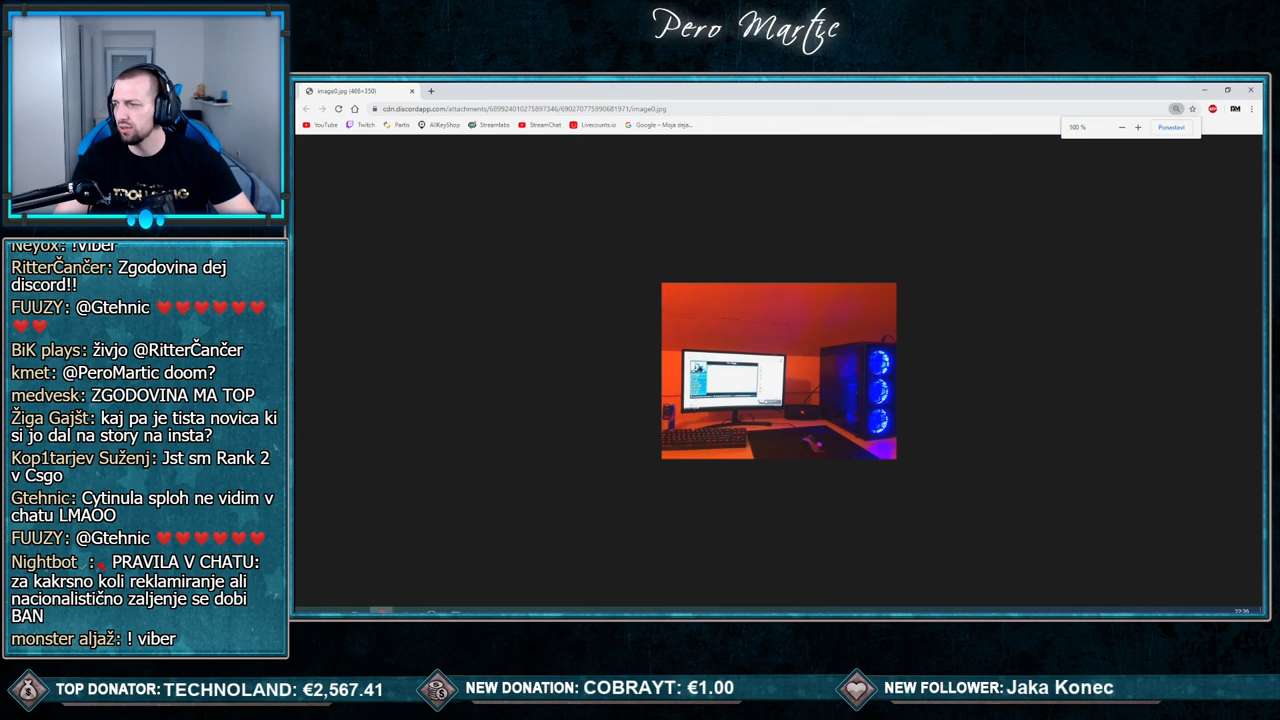 Pero Martic
image0.jpg (466×350)
cdn.discordapp.com/attachments/689924010275897346/690270775990681971/image0.jpg
YouTube
Twitch
Partis
AllKeyShop
Streamlabs
StreamChat
Livecounts.io
Google – Moja deja...
100 %
Ponastavi
Neyox: !viber
RitterČančer: Zgodovina dej
discord!!
FUUZY: @Gtehnic ❤❤❤❤❤❤
❤❤
BiK plays: živjo @RitterČančer
kmet: @PeroMartic doom?
medvesk: ZGODOVINA MA TOP
Žiga Gajšt: kaj pa je tista novica ki
si jo dal na story na insta?
Kop1tarjev Suženj: Jst sm Rank 2
v Csgo
Gtehnic: Cytinula sploh ne vidim v
chatu LMAOO
FUUZY: @Gtehnic ❤❤❤❤❤❤
Nightbot : PRAVILA V CHATU:
za kakrsno koli reklamiranje ali
nacionalistično zaljenje se dobi
BAN
monster aljaž: ! viber
TOP DONATOR: TECHNOLAND: €2,567.41
NEW DONATION: COBRAYT: €1.00
NEW FOLLOWER: Jaka Konec